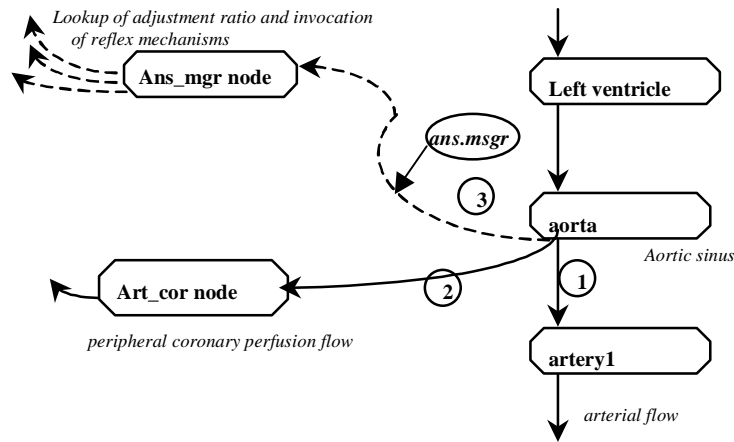 Lookup of adjustment ratio and invocation
of reflex mechanisms
Ans_mgr node
Left ventricle
ans.msgr
3
aorta
Aortic sinus
Art_cor node
2
1
peripheral coronary perfusion flow
artery1
arterial flow